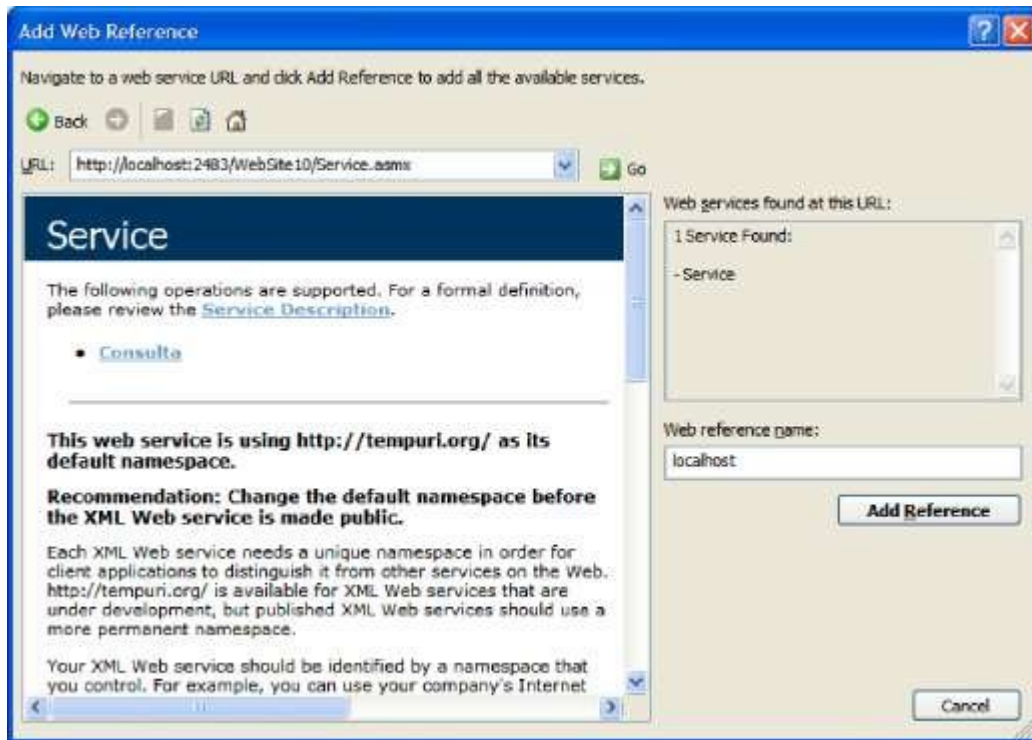 Add Web Reference
Navigate to a web service URL and click Add Reference to add all the available services.
Back
URL: http://localhost:2483/WebSite10/Service.asmx Go
Service
The following operations are supported. For a formal definition,
please review the Service Description.
• Consulta
This web service is using http://tempuri.org/ as its
default namespace.
Recommendation: Change the default namespace before
the XML Web service is made public.
Each XML Web service needs a unique namespace in order for
client applications to distinguish it from other services on the Web.
http://tempuri.org/ is available for XML Web services that are
under development, but published XML Web services should use a
more permanent namespace.
Your XML Web service should be identified by a namespace that
you control. For example, you can use your company's Internet
Web services found at this URL:
1 Service Found:
- Service
Web reference name:
localhost
Add Reference
Cancel